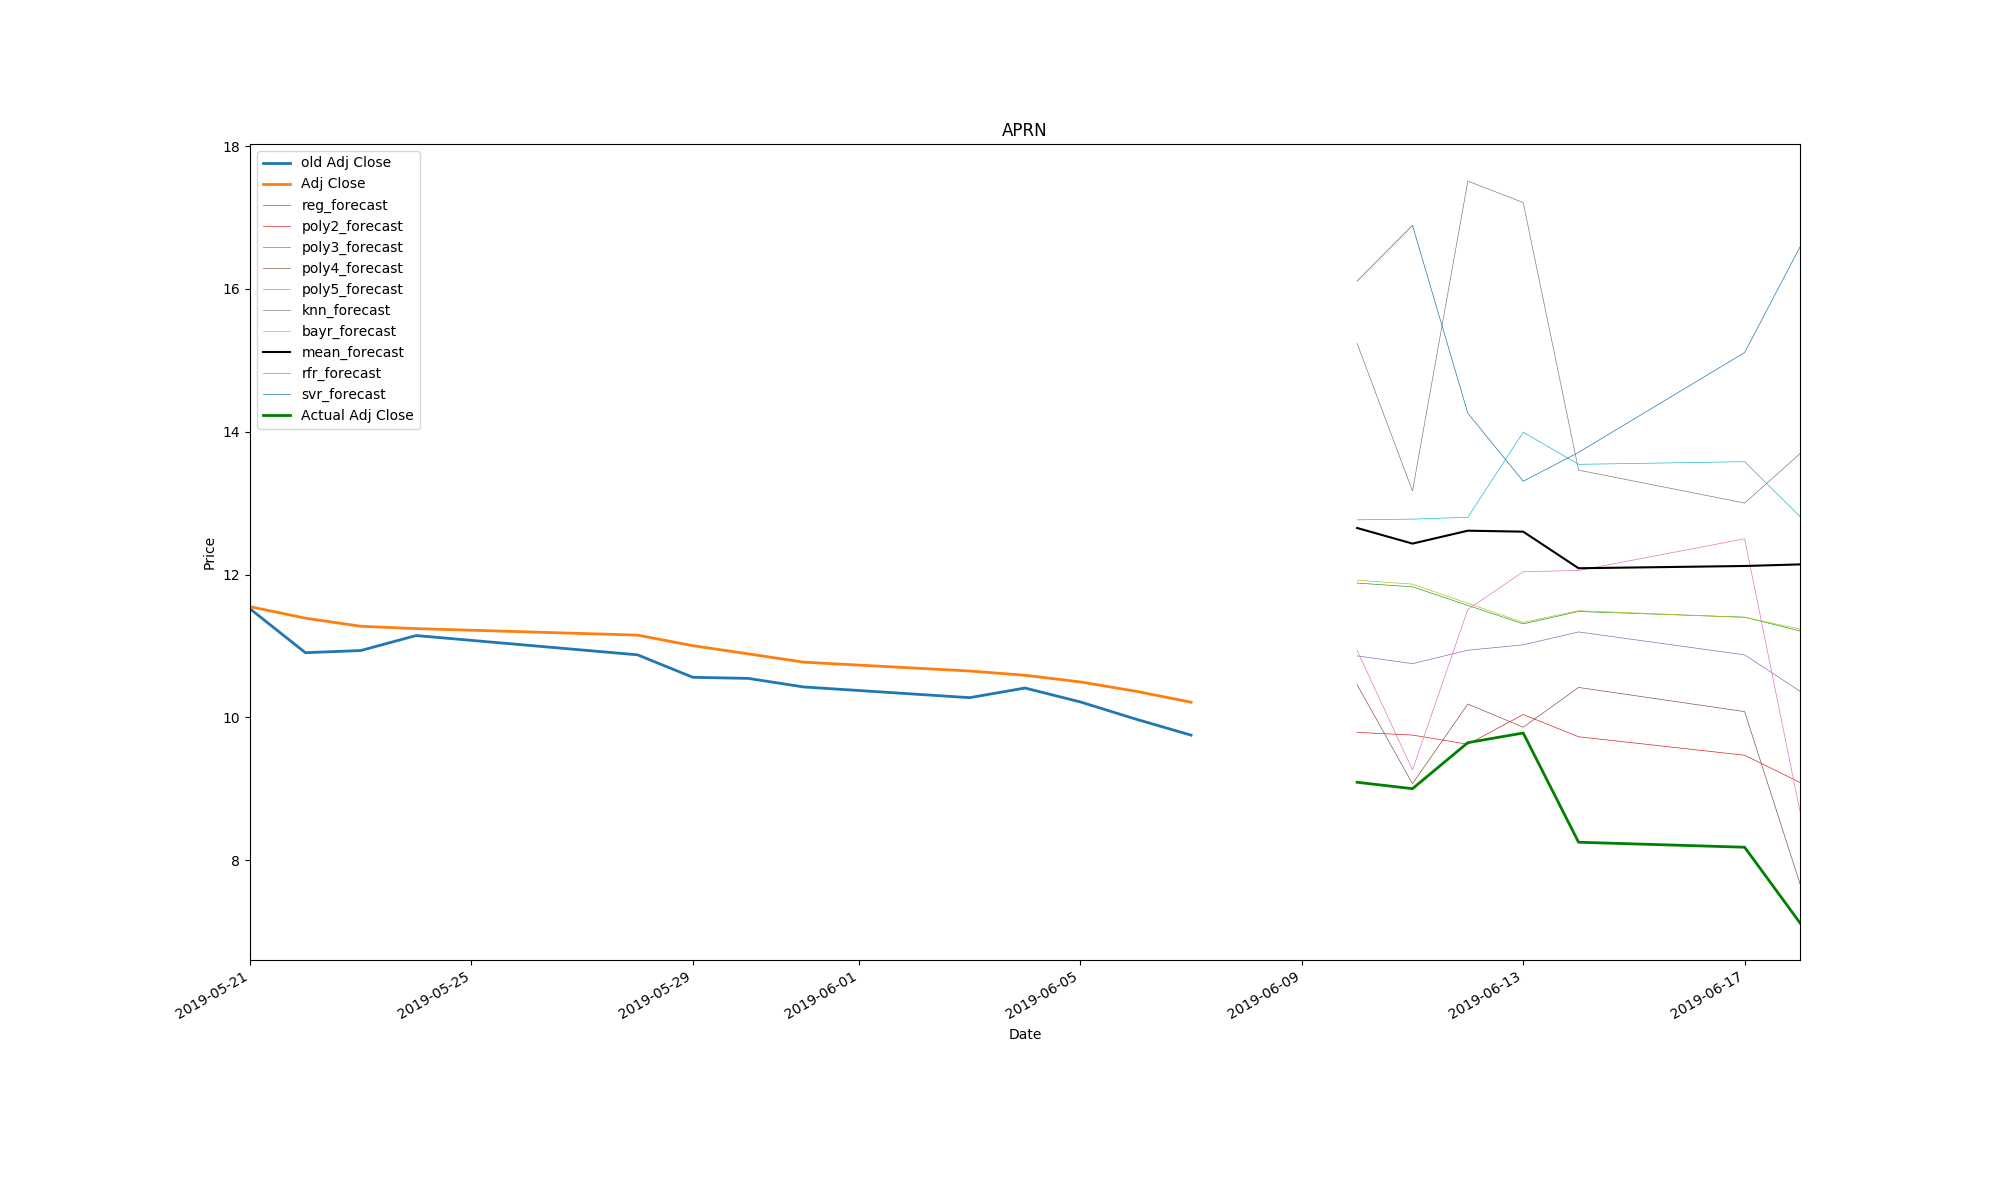 APRN
18
16
14
12
10
8
Price
old Adj Close
Adj Close
reg_forecast
poly2_forecast
poly3_forecast
poly4_forecast
poly5_forecast
knn_forecast
bayr_forecast
mean_forecast
rfr_forecast
svr_forecast
Actual Adj Close
2019-05-21
2019-05-25
2019-05-29
2019-06-01
2019-06-05
2019-06-09
2019-06-13
2019-06-17
Date